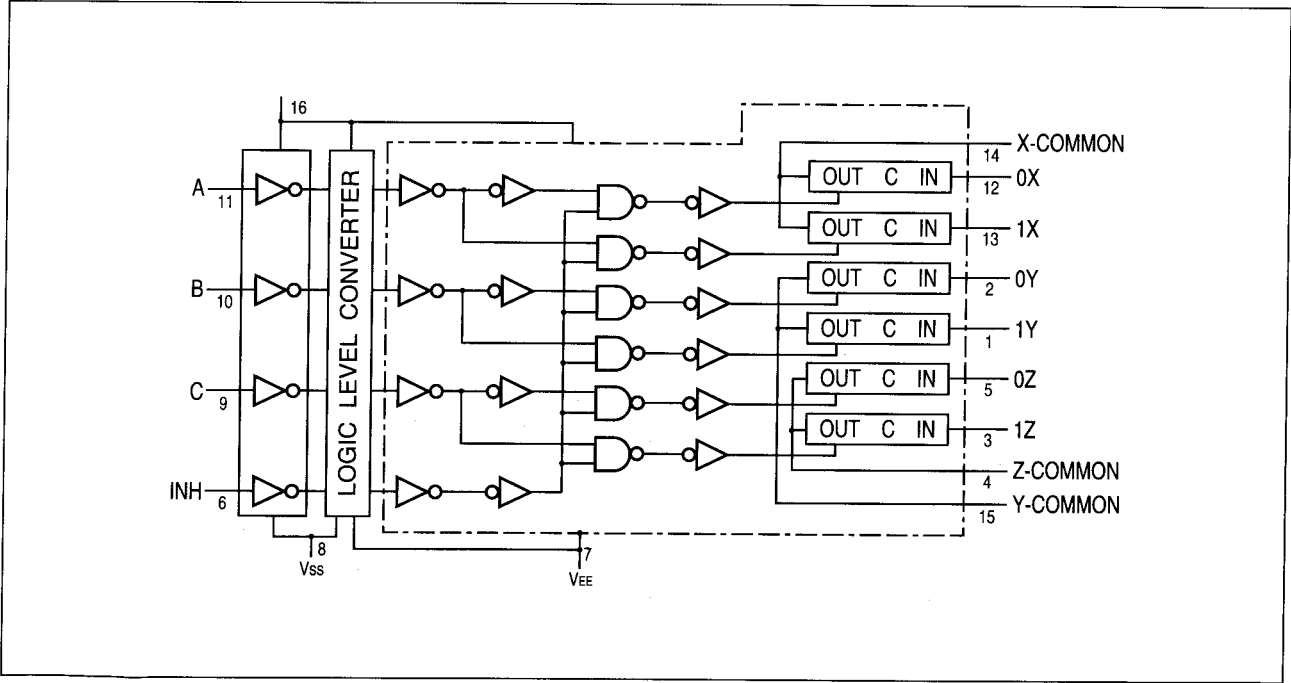 16
A
11
B
10
C
9
INH
6
LOGIC LEVEL CONVERTER
8
VSS
7
VEE
14
X-COMMON
OUT C IN
12
0X
OUT C IN
13
1X
OUT C IN
2
0Y
OUT C IN
1
1Y
OUT C IN
5
0Z
OUT C IN
3
1Z
4
Z-COMMON
15
Y-COMMON